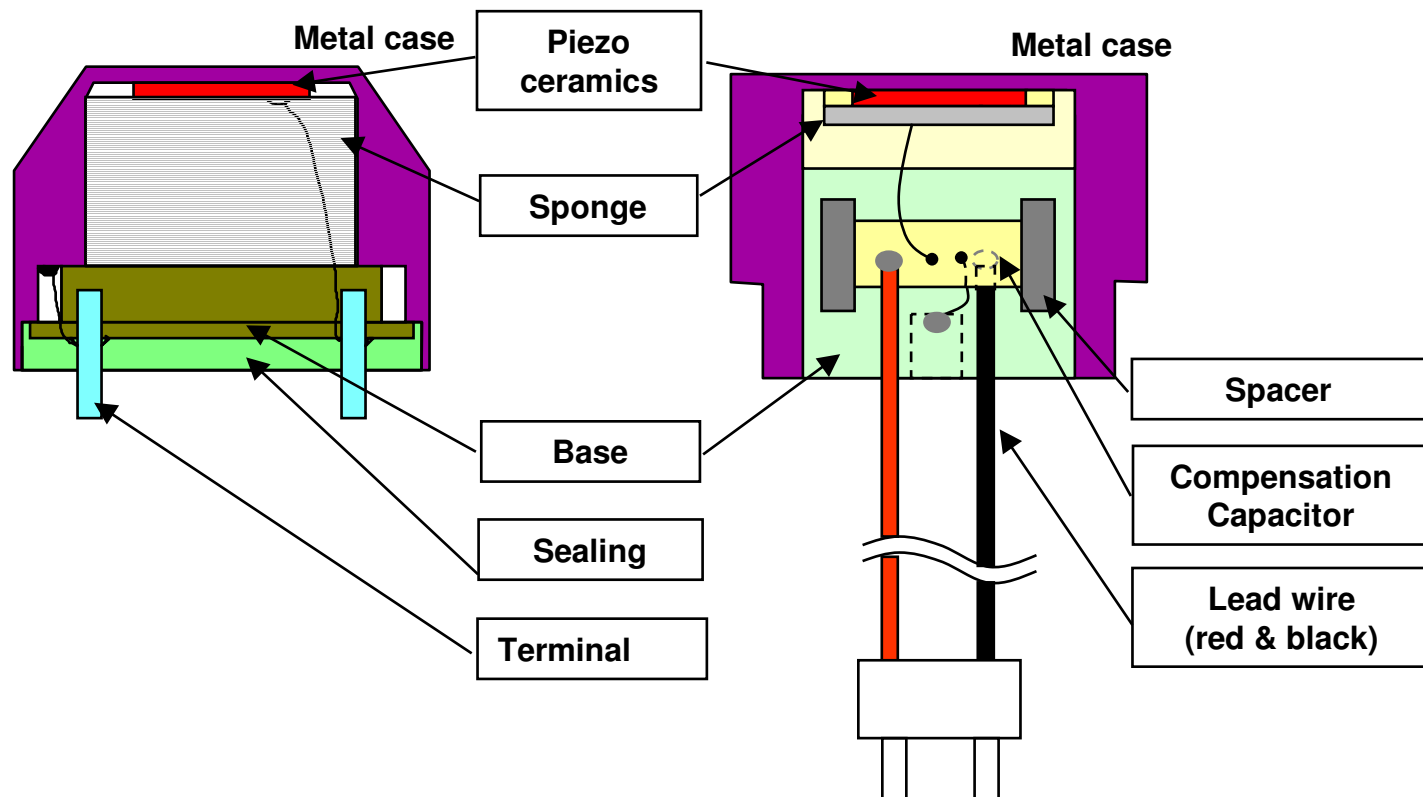 Metal case
Piezo
ceramics
Metal case
Sponge
Spacer
Base
Compensation
Capacitor
Sealing
Lead wire
(red & black)
Terminal